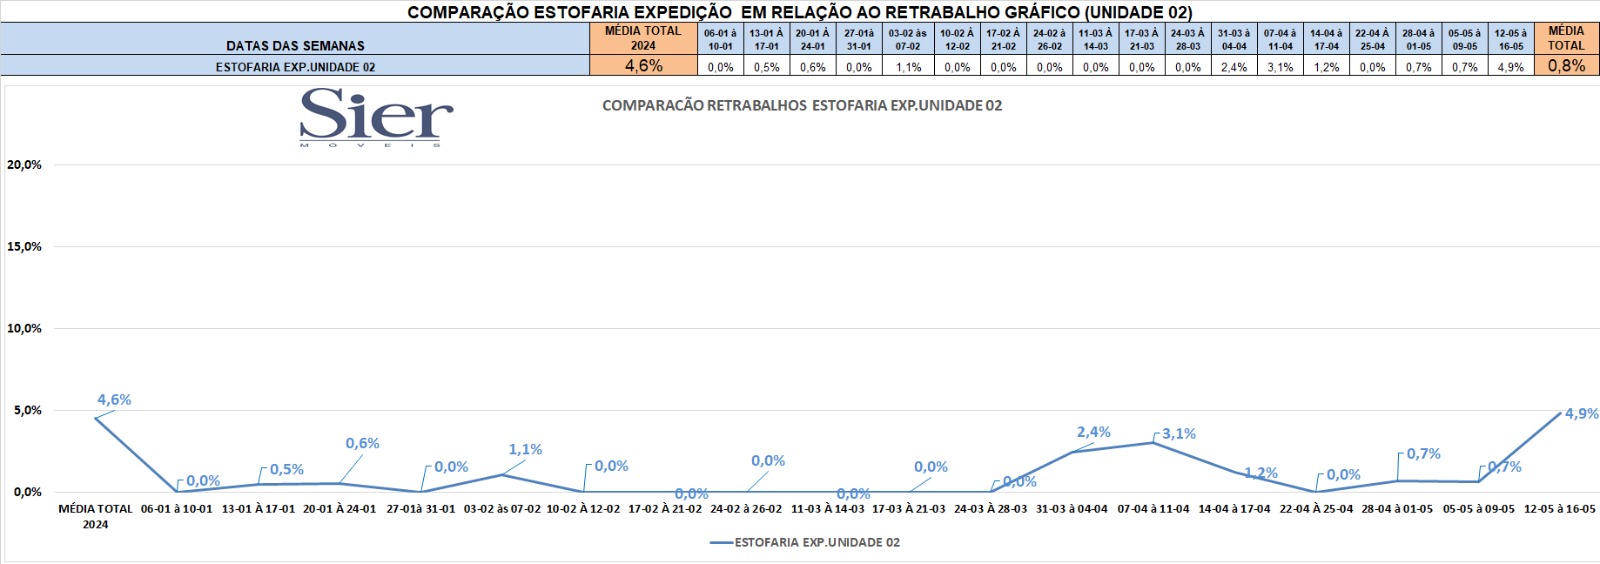 COMPARAÇÃO ESTOFARIA EXPEDIÇÃO  EM RELAÇÃO AO RETRABALHO GRÁFICO (UNIDADE 02)
DATAS DAS SEMANAS
MÉDIA TOTAL 2024
06-01 à 10-01
13-01 À 17-01
20-01 À 24-01
27-01à 31-01
03-02 às 07-02
10-02 À 12-02
17-02 À 21-02
24-02 à 26-02
11-03 À 14-03
17-03 À 21-03
24-03 À 28-03
31-03 à 04-04
07-04 à 11-04
14-04 à 17-04
22-04 À 25-04
28-04 à 01-05
05-05 à 09-05
12-05 à 16-05
MÉDIA TOTAL
ESTOFARIA EXP.UNIDADE 02 4,6% 0,0% 0,5% 0,6% 0,0% 1,1% 0,0% 0,0% 0,0% 0,0% 0,0% 0,0% 2,4% 3,1% 1,2% 0,0% 0,7% 0,7% 4,9% 0,8%
Sier
MOVEIS
COMPARACÃO RETRABALHOS ESTOFARIA EXP.UNIDADE 02
20,0%
15,0%
10,0%
5,0%
0,0%
4,6%
0,0%
0,5%
0,6%
0,0%
1,1%
0,0%
0,0%
0,0%
0,0%
0,0%
0,0%
2,4%
3,1%
1,2%
0,0%
0,7%
0,7%
4,9%
MÉDIA TOTAL 2024
06-01 à 10-01
13-01 À 17-01
20-01 À 24-01
27-01à 31-01
03-02 às 07-02
10-02 À 12-02
17-02 À 21-02
24-02 à 26-02
11-03 À 14-03
17-03 À 21-03
24-03 À 28-03
31-03 à 04-04
07-04 à 11-04
14-04 à 17-04
22-04 À 25-04
28-04 à 01-05
05-05 à 09-05
12-05 à 16-05
ESTOFARIA EXP.UNIDADE 02